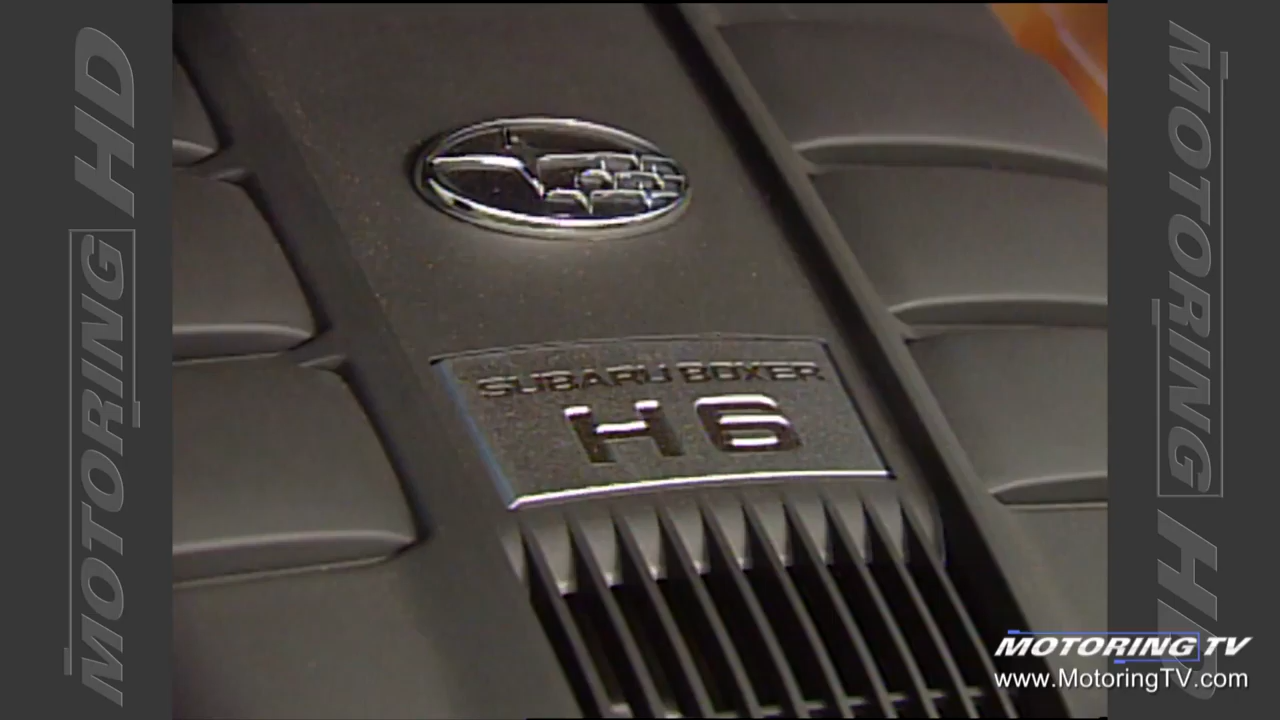 MOTORING HD
SUBARU BOXER
H6
MOTORING HD
MOTORING TV
www.MotoringTV.com